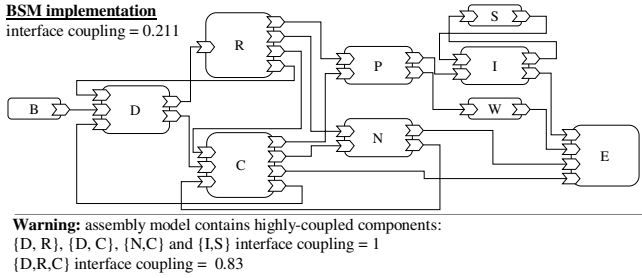 BSM implementation
interface coupling = 0.211
S
R
P
I
B
D
W
N
C
E
Warning: assembly model contains highly-coupled components:
{D, R}, {D, C}, {N,C} and {I,S} interface coupling = 1
{D,R,C} interface coupling = 0.83